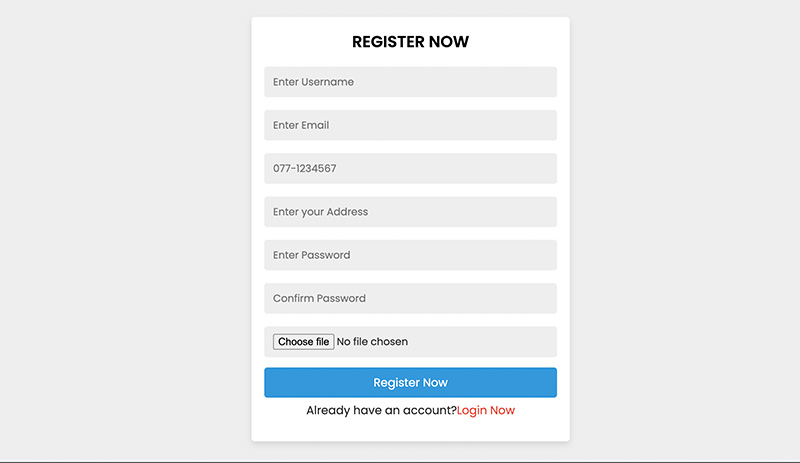 REGISTER NOW
Enter Username
Enter Email
077-1234567
Enter your Address
Enter Password
Confirm Password
Choose file No file chosen
Register Now
Already have an account?Login Now